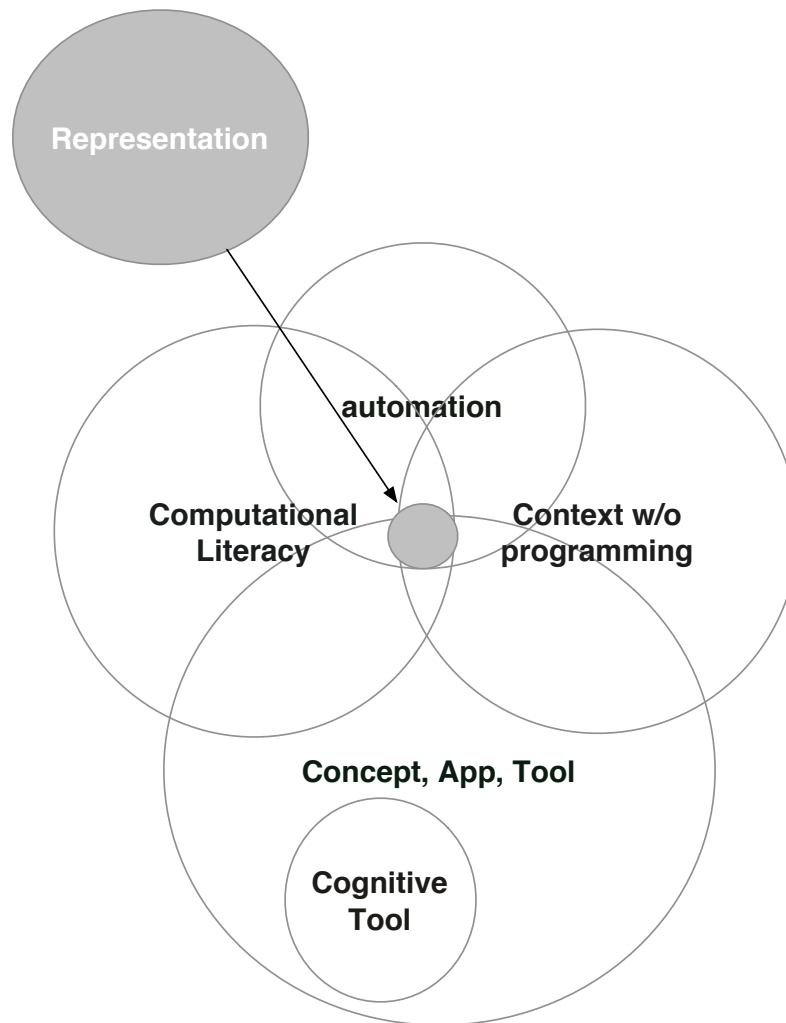 Representation
automation
Computational
Literacy
Context w/o
programming
Concept, App, Tool
Cognitive
Tool